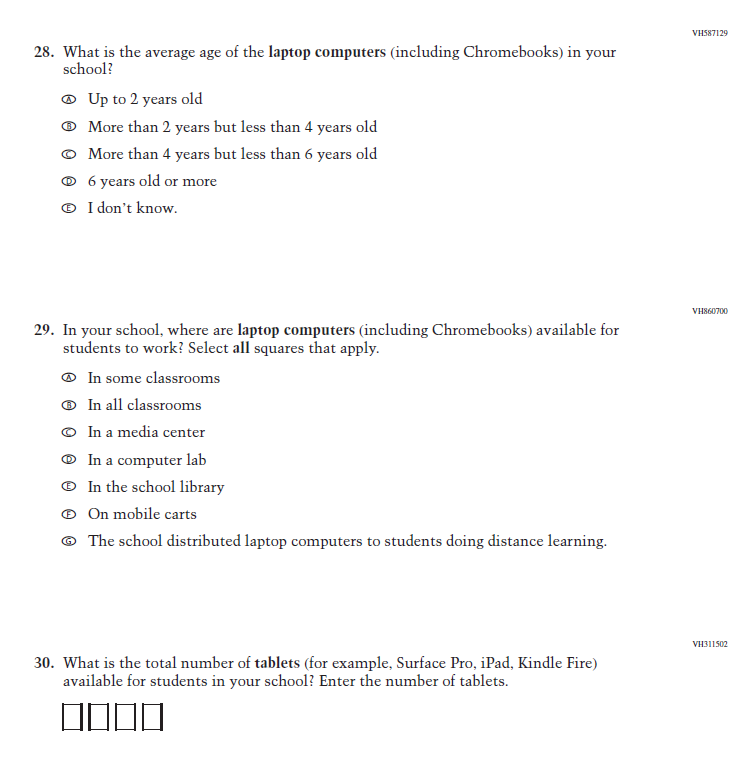 VH587129
28. What is the average age of the laptop computers (including Chromebooks) in your
school?
A Up to 2 years old
B More than 2 years but less than 4 years old
C More than 4 years but less than 6 years old
D 6 years old or more
E I don't know.
VH860700
29. In your school, where are laptop computers (including Chromebooks) available for
students to work? Select all squares that apply.
A In some classrooms
B In all classrooms
C In a media center
D In a computer lab
E In the school library
F On mobile carts
G The school distributed laptop computers to students doing distance learning.
VH311502
30. What is the total number of tablets (for example, Surface Pro, iPad, Kindle Fire)
available for students in your school? Enter the number of tablets.